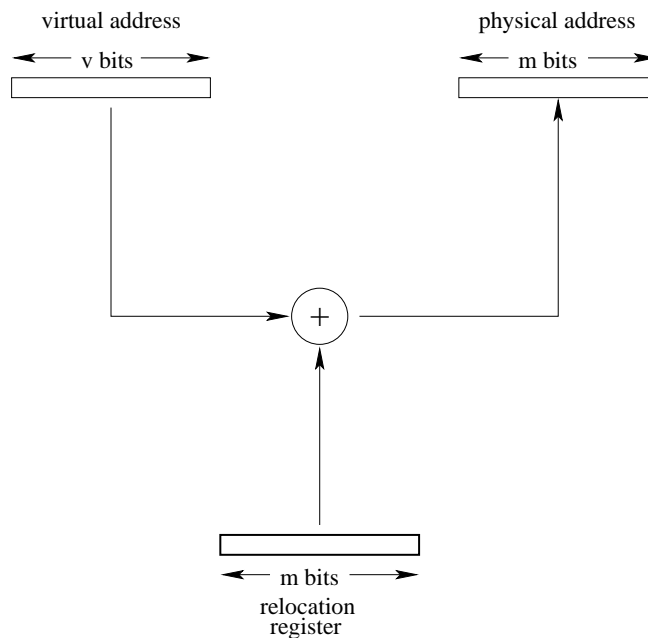 virtual address
physical address
v bits
m bits
+
m bits
relocation
register